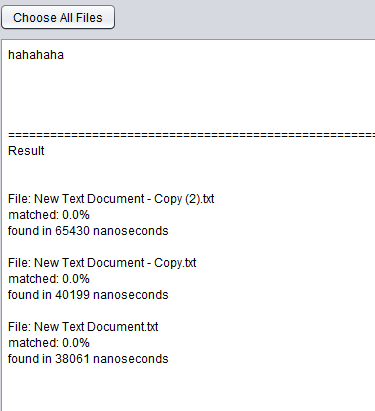 Choose All Files
hahahaha
=====================================================
Result
File: New Text Document - Copy (2).txt
matched: 0.0%
found in 65430 nanoseconds
File: New Text Document - Copy.txt
matched: 0.0%
found in 40199 nanoseconds
File: New Text Document.txt
matched: 0.0%
found in 38061 nanoseconds